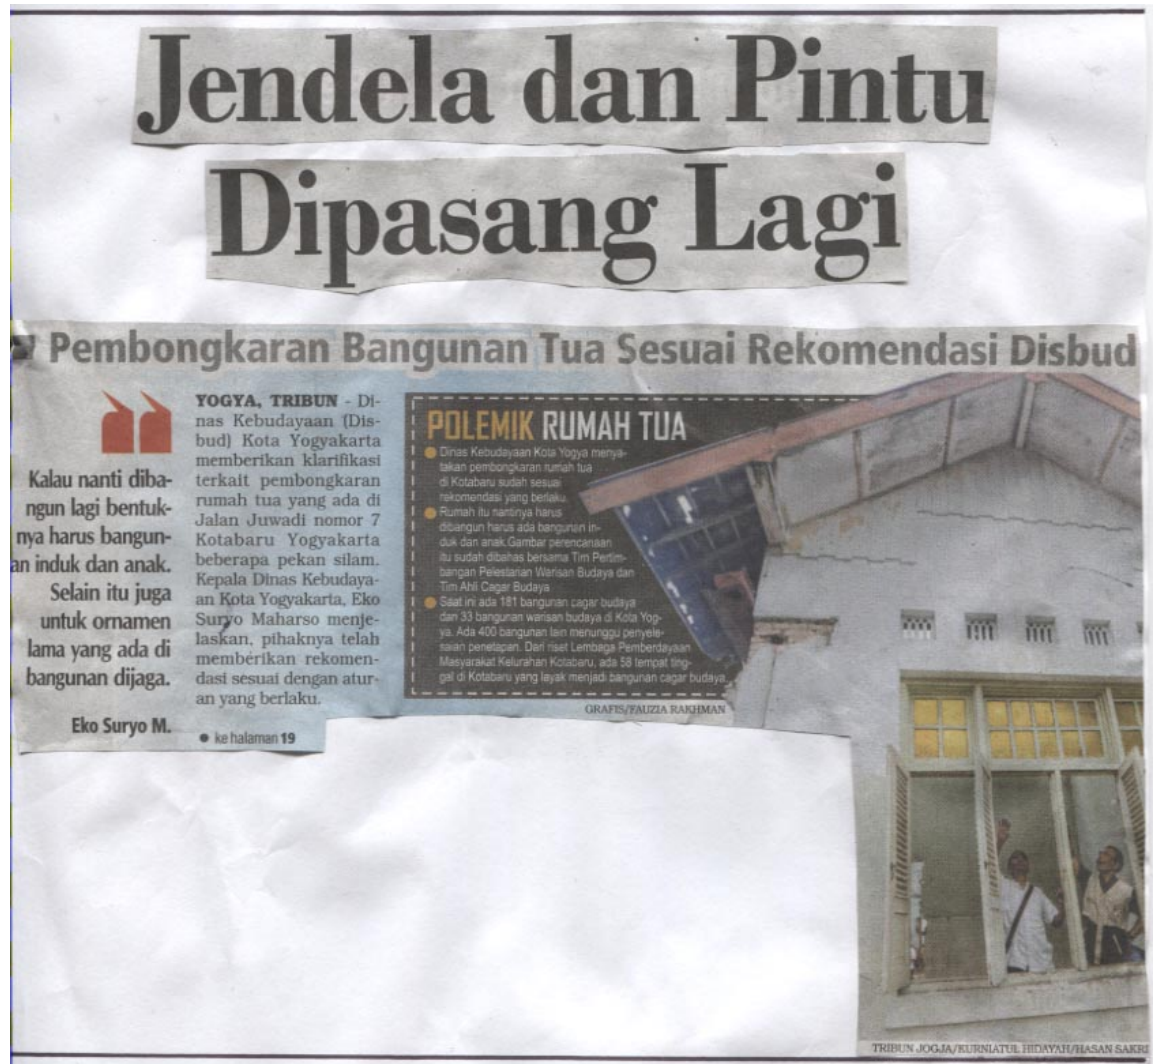 Jendela dan Pintu
Dipasang Lagi
Pembongkaran Bangunan Tua Sesuai Rekomendasi Disbud
Kalau nanti diba-
ngun lagi bentuk-
nya harus bangun-
an induk dan anak.
Selain itu juga
untuk ornamen
lama yang ada di
bangunan dijaga.
Eko Suryo M.
YOGYA, TRIBUN - Di-
nas Kebudayaan (Dis-
bud) Kota Yogyakarta
memberikan klarifikasi
terkait pembongkaran
rumah tua yang ada di
Jalan Juwadi nomor 7
Kotabaru Yogyakarta
beberapa pekan silam.
Kepala Dinas Kebudaya-
an Kota Yogyakarta, Eko
Suryo Maharso menje-
laskan, pihaknya telah
memberikan rekomen-
dasi sesuai dengan atur-
an yang berlaku.
● ke halaman 19
POLEMIK RUMAH TUA
● Dinas Kebudayaan Kota Yogya menya-
takan pembongkaran rumah tua
di Kotabaru sudah sesuai
rekomendasi yang berlaku.
● Rumah itu nantinya harus
dibangun harus ada bangunan in-
duk dan anak.Gambar perencanaan
itu sudah dibahas bersama Tim Pertim-
bangan Pelestarian Warisan Budaya dan
Tim Ahli Cagar Budaya
● Saat ini ada 181 bangunan cagar budaya
dan 33 bangunan warisan budaya di Kota Yog-
ya. Ada 400 bangunan lain menunggu penyele-
saian penetapan. Dari riset Lembaga Pemberdayaan
Masyarakat Kelurahan Kotabaru, ada 58 tempat ting-
gal di Kotabaru yang layak menjadi bangunan cagar budaya.
GRAFIS/FAUZIA RAKHMAN
TRIBUN JOGJA/KURNIATUL HIDAYAH/HASAN SAKRI